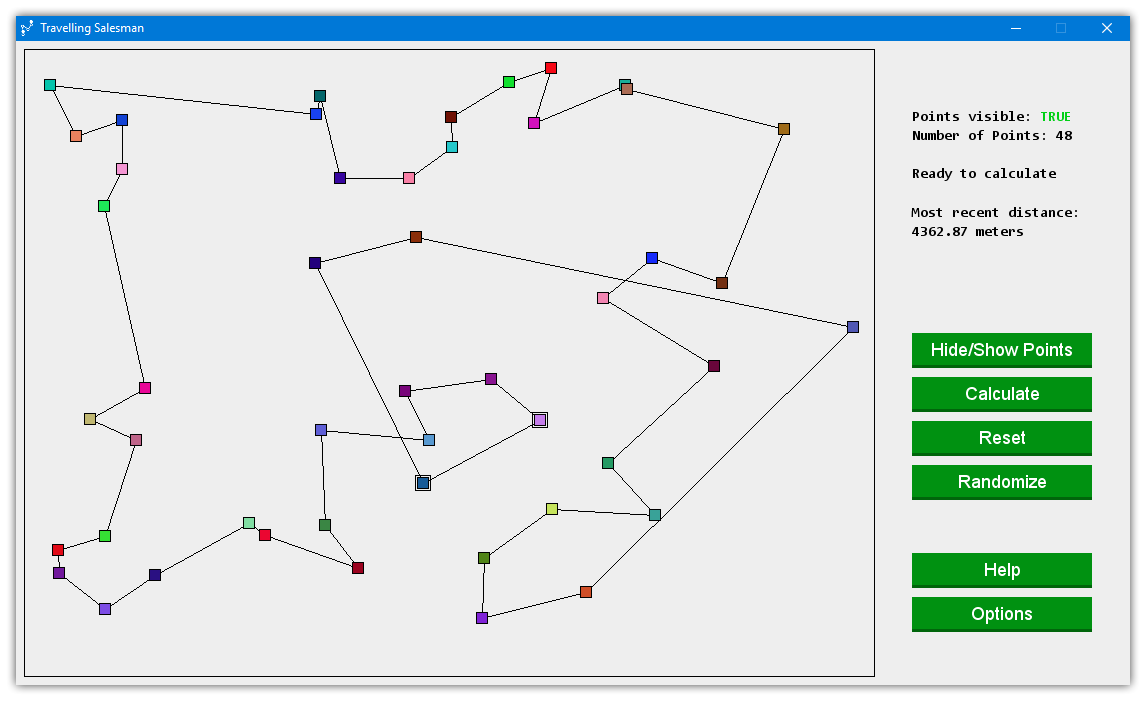 Travelling Salesman
Points visible: TRUE
Number of Points: 48
Ready to calculate
Most recent distance:
4362.87 meters
Hide/Show Points
Calculate
Reset
Randomize
Help
Options